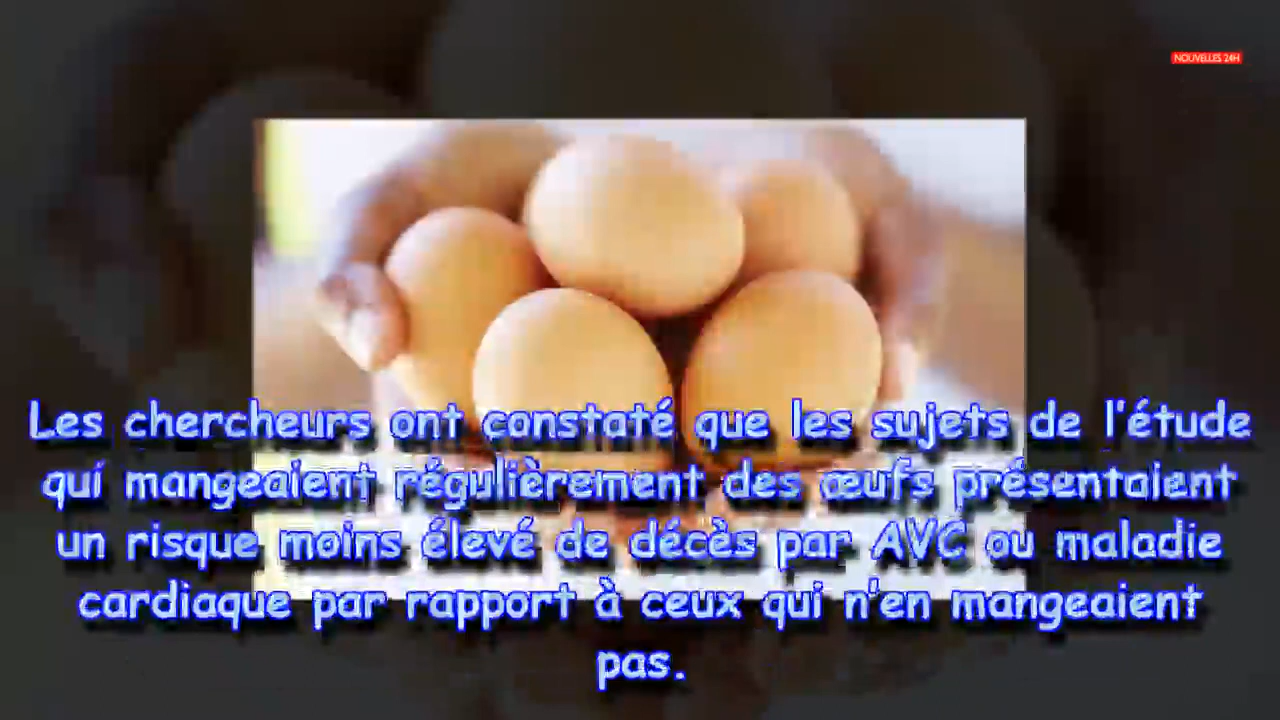 NOUVELLES 24H
Les chercheurs ont constaté que les sujets de l'étude
qui mangeaient régulièrement des œufs présentaient
un risque moins élevé de décès par AVC ou maladie
cardiaque par rapport à ceux qui n'en mangeaient
pas.